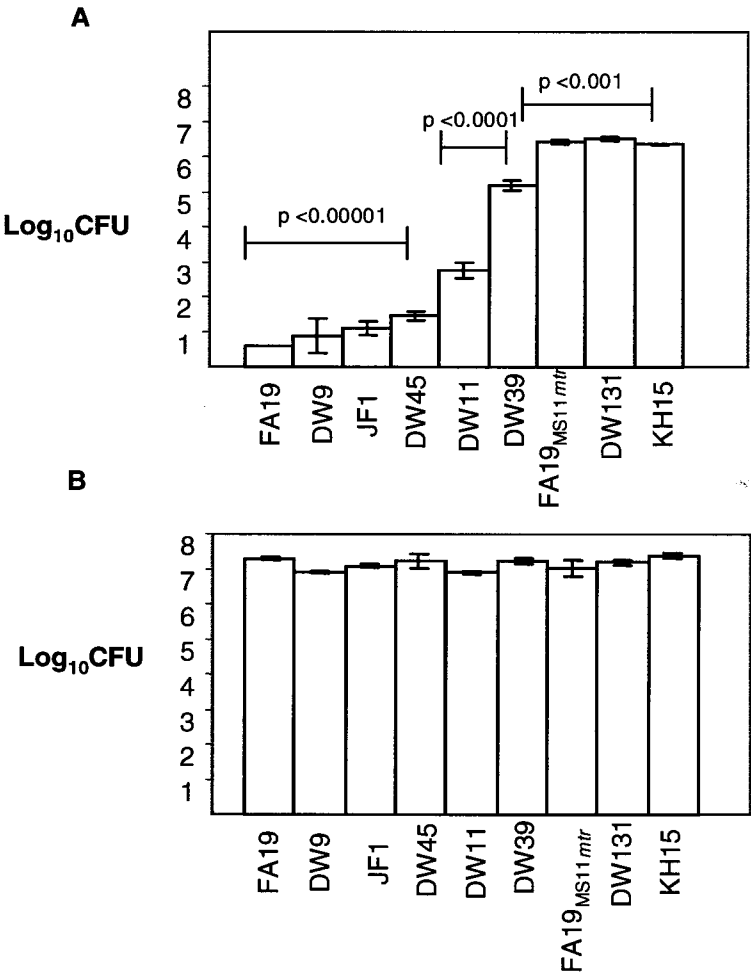 A
8
7
6
5
4
3
2
1
Log10CFU
p <0.00001
p <0.0001
p <0.001
FA19
DW9
JF1
DW45
DW11
DW39
FA19MS11mtr
DW131
KH15
B
8
7
6
5
4
3
2
1
Log10CFU
FA19
DW9
JF1
DW45
DW11
DW39
FA19MS11mtr
DW131
KH15